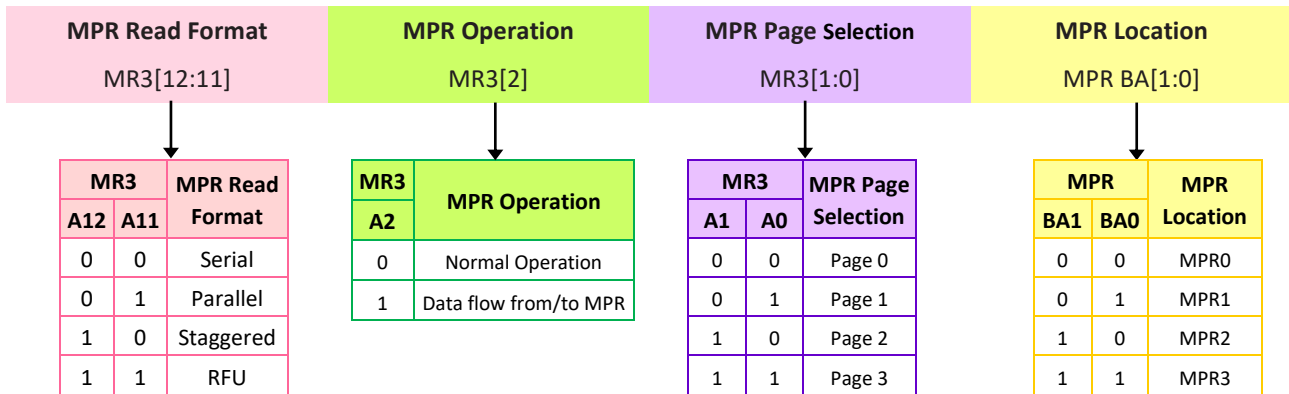 MPR Read Format
MR3[12:11]
MPR Operation
MR3[2]
MPR Page Selection
MR3[1:0]
MPR Location
MPR BA[1:0]
MR3 MPR Read Format
A12 A11
0 0 Serial
0 1 Parallel
1 0 Staggered
1 1 RFU
MR3 MPR Operation
A2
0 Normal Operation
1 Data flow from/to MPR
MR3 MPR Page Selection
A1 A0
0 0 Page 0
0 1 Page 1
1 0 Page 2
1 1 Page 3
MPR MPR Location
BA1 BA0
0 0 MPR0
0 1 MPR1
1 0 MPR2
1 1 MPR3